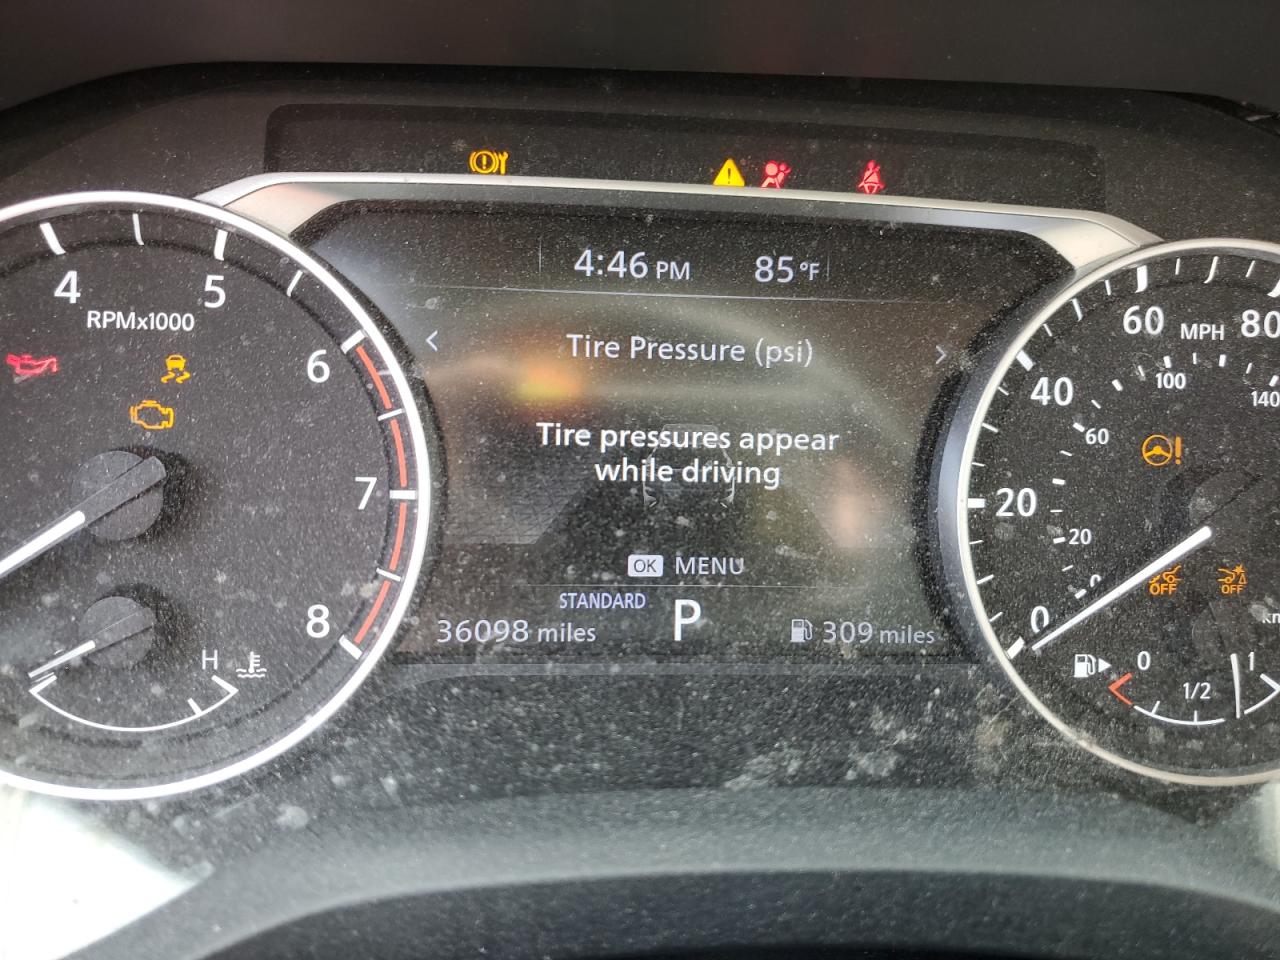 4:46 PM 85°F
4 5 6 7 8
RPMx1000
< Tire Pressure (psi) >
Tire pressures appear
while driving
OK MENU
STANDARD
36098 miles P 309 miles
H
0 20 40 60 80
MPH
0 20 60 100 140
km
OFF OFF
0 1/2 1